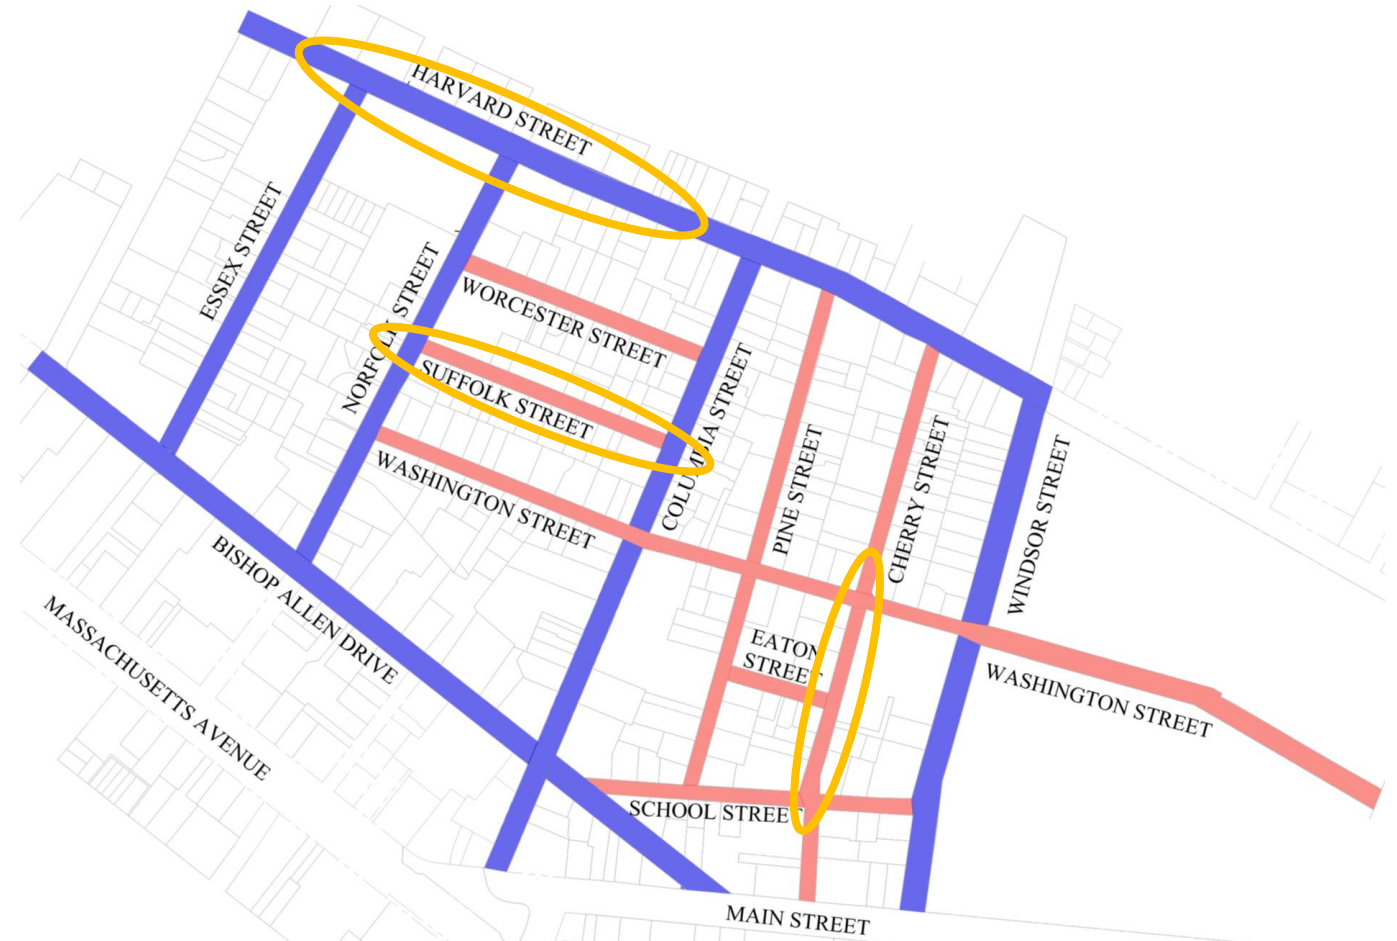 HARVARD STREET
ESSEX STREET
NORFOLK STREET
WORCESTER STREET
SUFFOLK STREET
COLUMBIA STREET
WASHINGTON STREET
PINE STREET
CHERRY STREET
WINDSOR STREET
BISHOP ALLEN DRIVE
MASSACHUSETTS AVENUE
EATON
STREET
WASHINGTON STREET
SCHOOL STREET
MAIN STREET